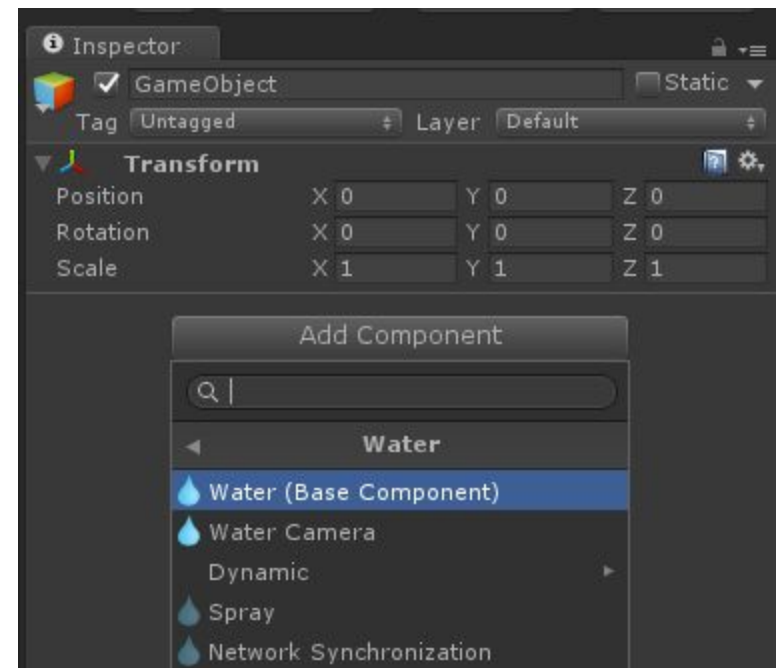 Inspector
GameObject Static
Tag Untagged Layer Default
Transform
Position X 0 Y 0 Z 0
Rotation X 0 Y 0 Z 0
Scale X 1 Y 1 Z 1
Add Component
Water
Water (Base Component)
Water Camera
Dynamic
Spray
Network Synchronization